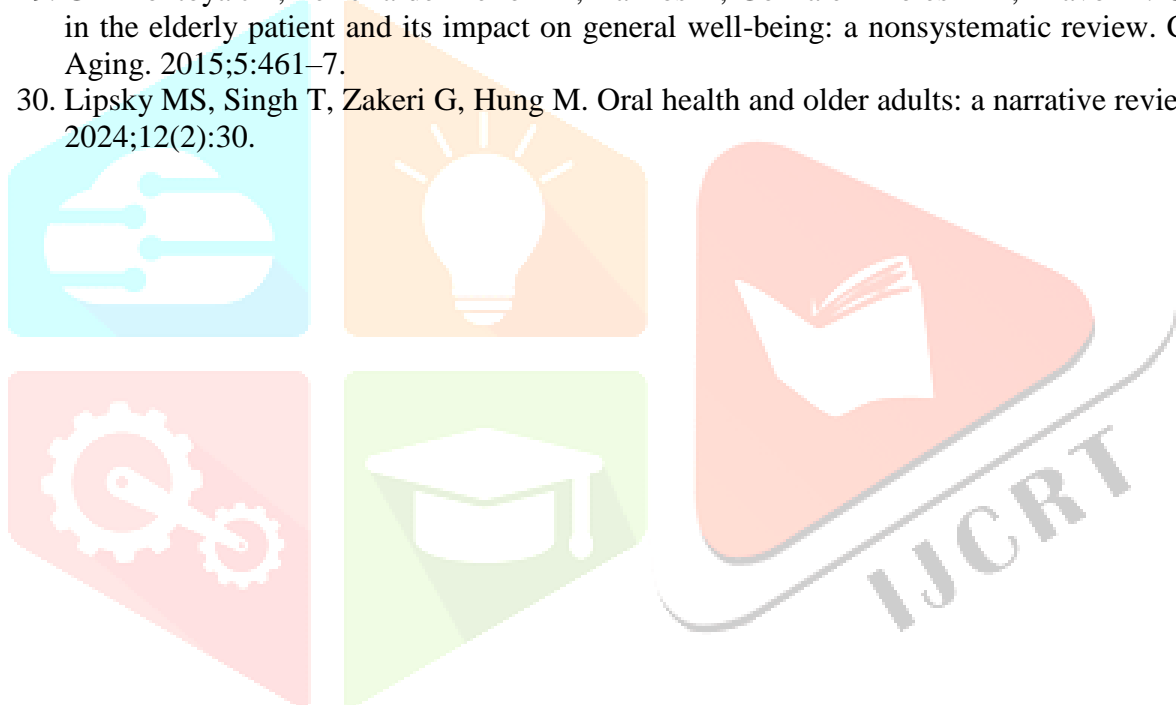 in the elderly patient and its impact on general well-being: a nonsystematic review.
Aging. 2015;5:461–7.
30. Lipsky MS, Singh T, Zakeri G, Hung M. Oral health and older adults: a narrative
2024;12(2):30.
IJCRT